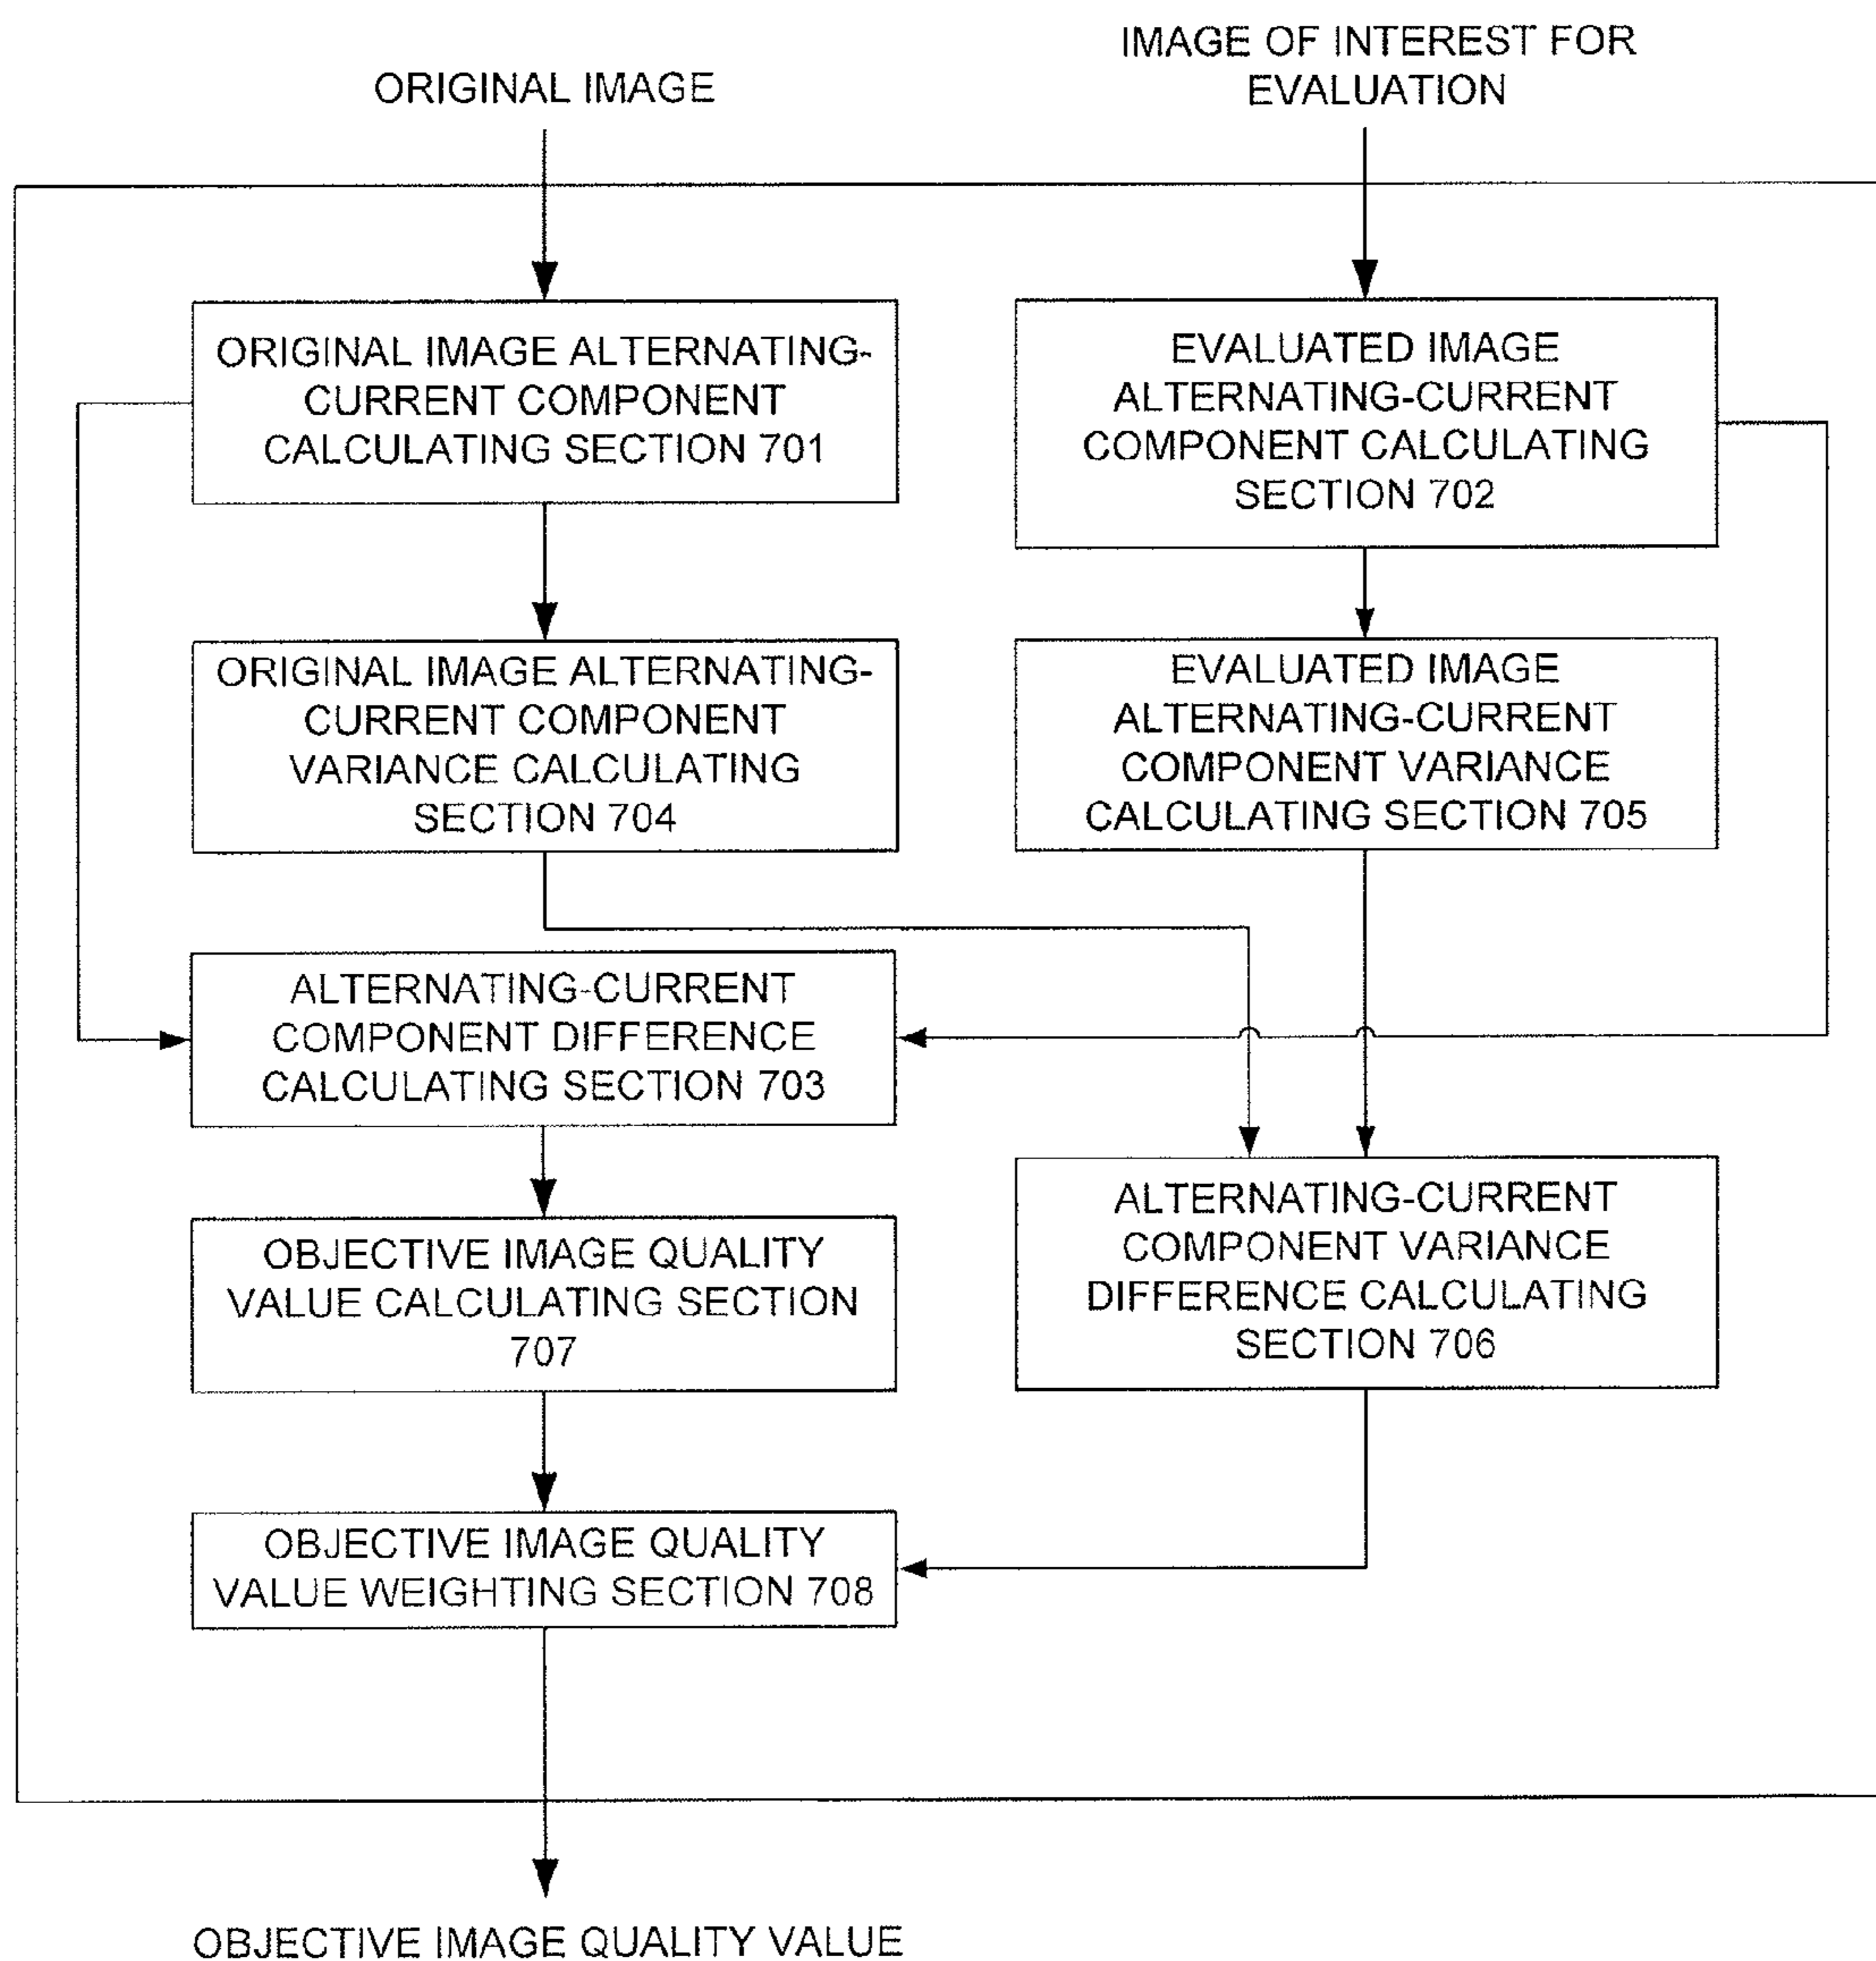 ORIGINAL IMAGE
IMAGE OF INTEREST FOR
EVALUATION
ORIGINAL IMAGE ALTERNATING-
CURRENT COMPONENT
CALCULATING SECTION 701
EVALUATED IMAGE
ALTERNATING-CURRENT
COMPONENT CALCULATING
SECTION 702
ORIGINAL IMAGE ALTERNATING-
CURRENT COMPONENT
VARIANCE CALCULATING
SECTION 704
EVALUATED IMAGE
ALTERNATING-CURRENT
COMPONENT VARIANCE
CALCULATING SECTION 705
ALTERNATING-CURRENT
COMPONENT DIFFERENCE
CALCULATING SECTION 703
ALTERNATING-CURRENT
COMPONENT VARIANCE
DIFFERENCE CALCULATING
SECTION 706
OBJECTIVE IMAGE QUALITY
VALUE CALCULATING SECTION
707
OBJECTIVE IMAGE QUALITY
VALUE WEIGHTING SECTION 708
OBJECTIVE IMAGE QUALITY VALUE